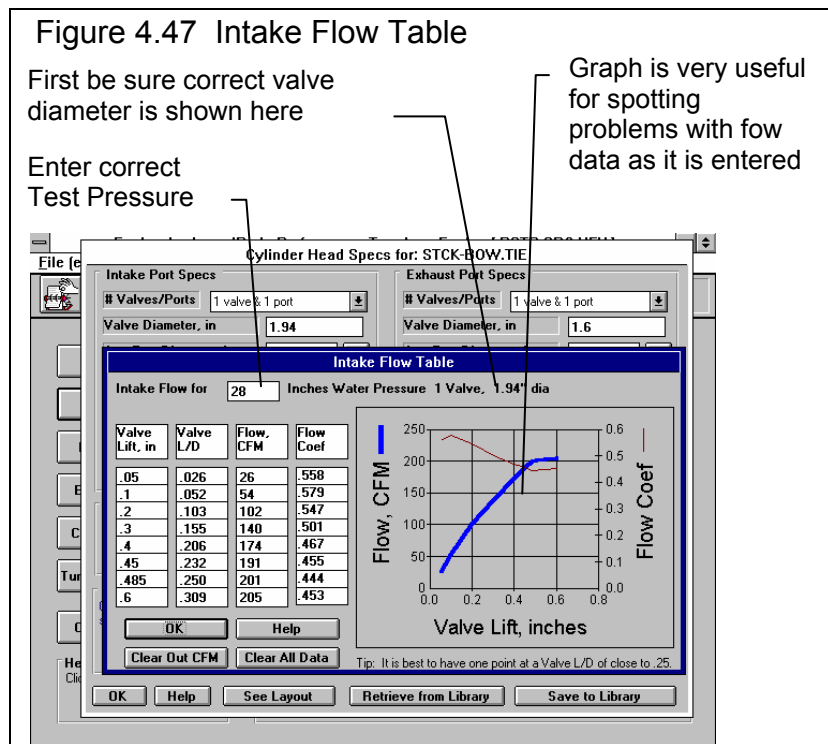 Figure 4.47  Intake Flow Table
First be sure correct valve
diameter is shown here
Graph is very useful
for spotting
problems with fow
data as it is entered
Enter correct
Test Pressure
File (e
Cylinder Head Specs for: STCK-BOW.TIE
Intake Port Specs
# Valves/Ports 1 valve & 1 port
Valve Diameter, in 1.94
Exhaust Port Specs
# Valves/Ports 1 valve & 1 port
Valve Diameter, in 1.6
Intake Flow Table
Intake Flow for 28 Inches Water Pressure 1 Valve, 1.94" dia
Valve Lift, in Valve L/D Flow, CFM Flow Coef
.05 .026 26 .558
.1 .052 54 .579
.2 .103 102 .547
.3 .155 140 .501
.4 .206 174 .467
.45 .232 191 .455
.485 .250 201 .444
.6 .309 205 .453
OK Help
Clear Out CFM Clear All Data
Flow, CFM
250
200
150
100
50
0
0.0 0.2 0.4 0.6 0.8
Valve Lift, inches
0.6
0.5
0.4
0.3
0.2
0.1
0.0
Flow Coef
Tip: It is best to have one point at a Valve L/D of close to .25.
Tur
He
Clic
OK Help See Layout Retrieve from Library Save to Library